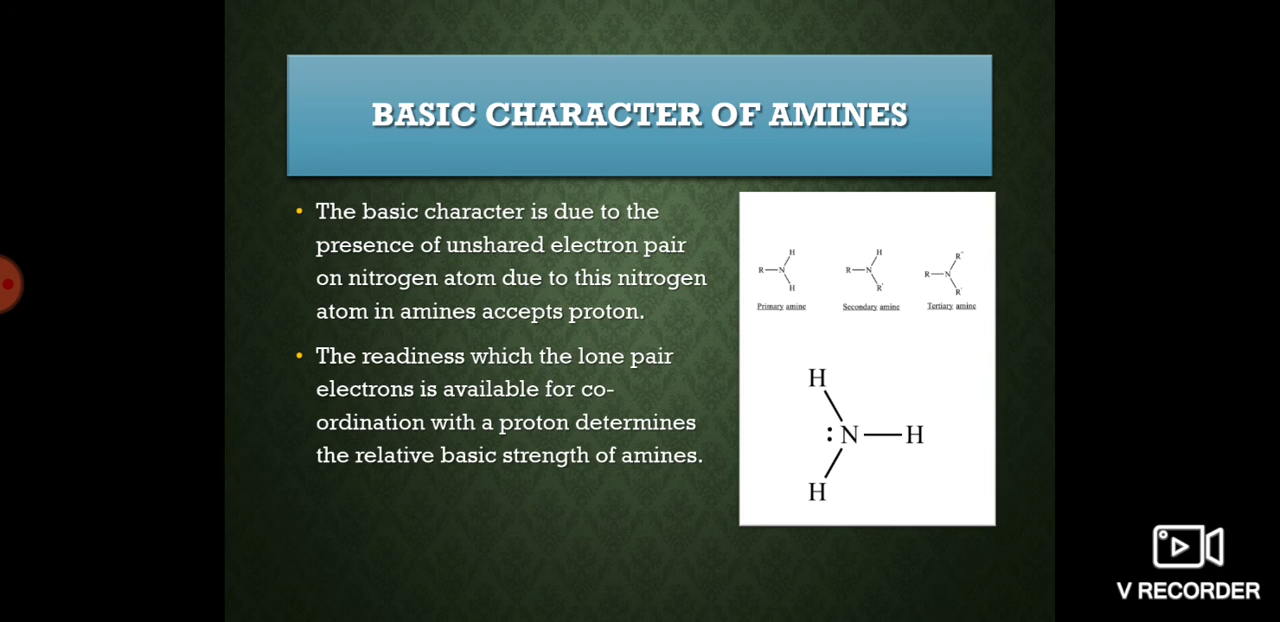 BASIC CHARACTER OF AMINES
• The basic character is due to the
presence of unshared electron pair
on nitrogen atom due to this nitrogen
atom in amines accepts proton.
• The readiness which the lone pair
electrons is available for co-
ordination with a proton determines
the relative basic strength of amines.
H H R'
R—N R—N R—N
H R' R
Primary amine Secondary amine Tertiary amine
H
:N—H
H
V RECORDER